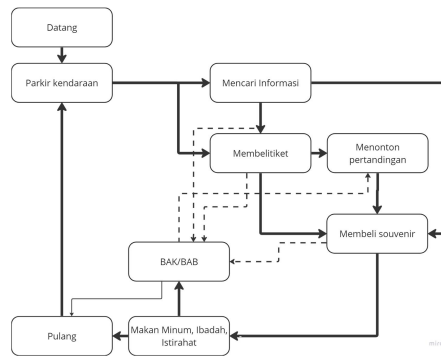 Datang
Parkir kendaraan
Mencari Informasi
Membelitiket
Menonton
pertandingan
Membeli souvenir
BAK/BAB
Pulang
Makan Minum, Ibadah,
Istirahat